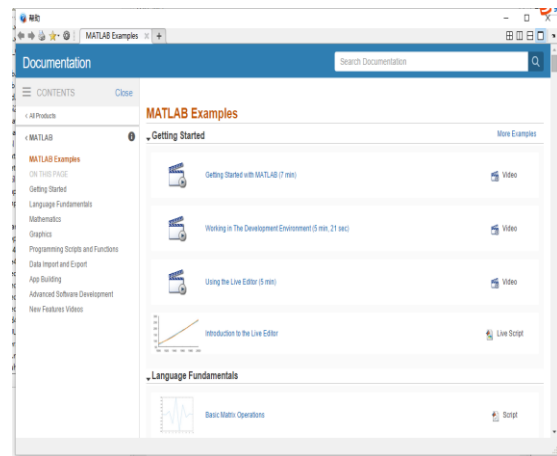 帮助
MATLAB Examples
Documentation
Search Documentation
CONTENTS
Close
< All Products
< MATLAB
MATLAB Examples
ON THIS PAGE
Getting Started
Language Fundamentals
Mathematics
Graphics
Programming Scripts and Functions
Data Import and Export
App Building
Advanced Software Development
New Features Videos
MATLAB Examples
Getting Started
More Examples
Getting Started with MATLAB (7 min)
Video
Working in The Development Environment (5 min, 21 sec)
Video
Using the Live Editor (5 min)
Video
Introduction to the Live Editor
Live Script
Language Fundamentals
Basic Matrix Operations
Script